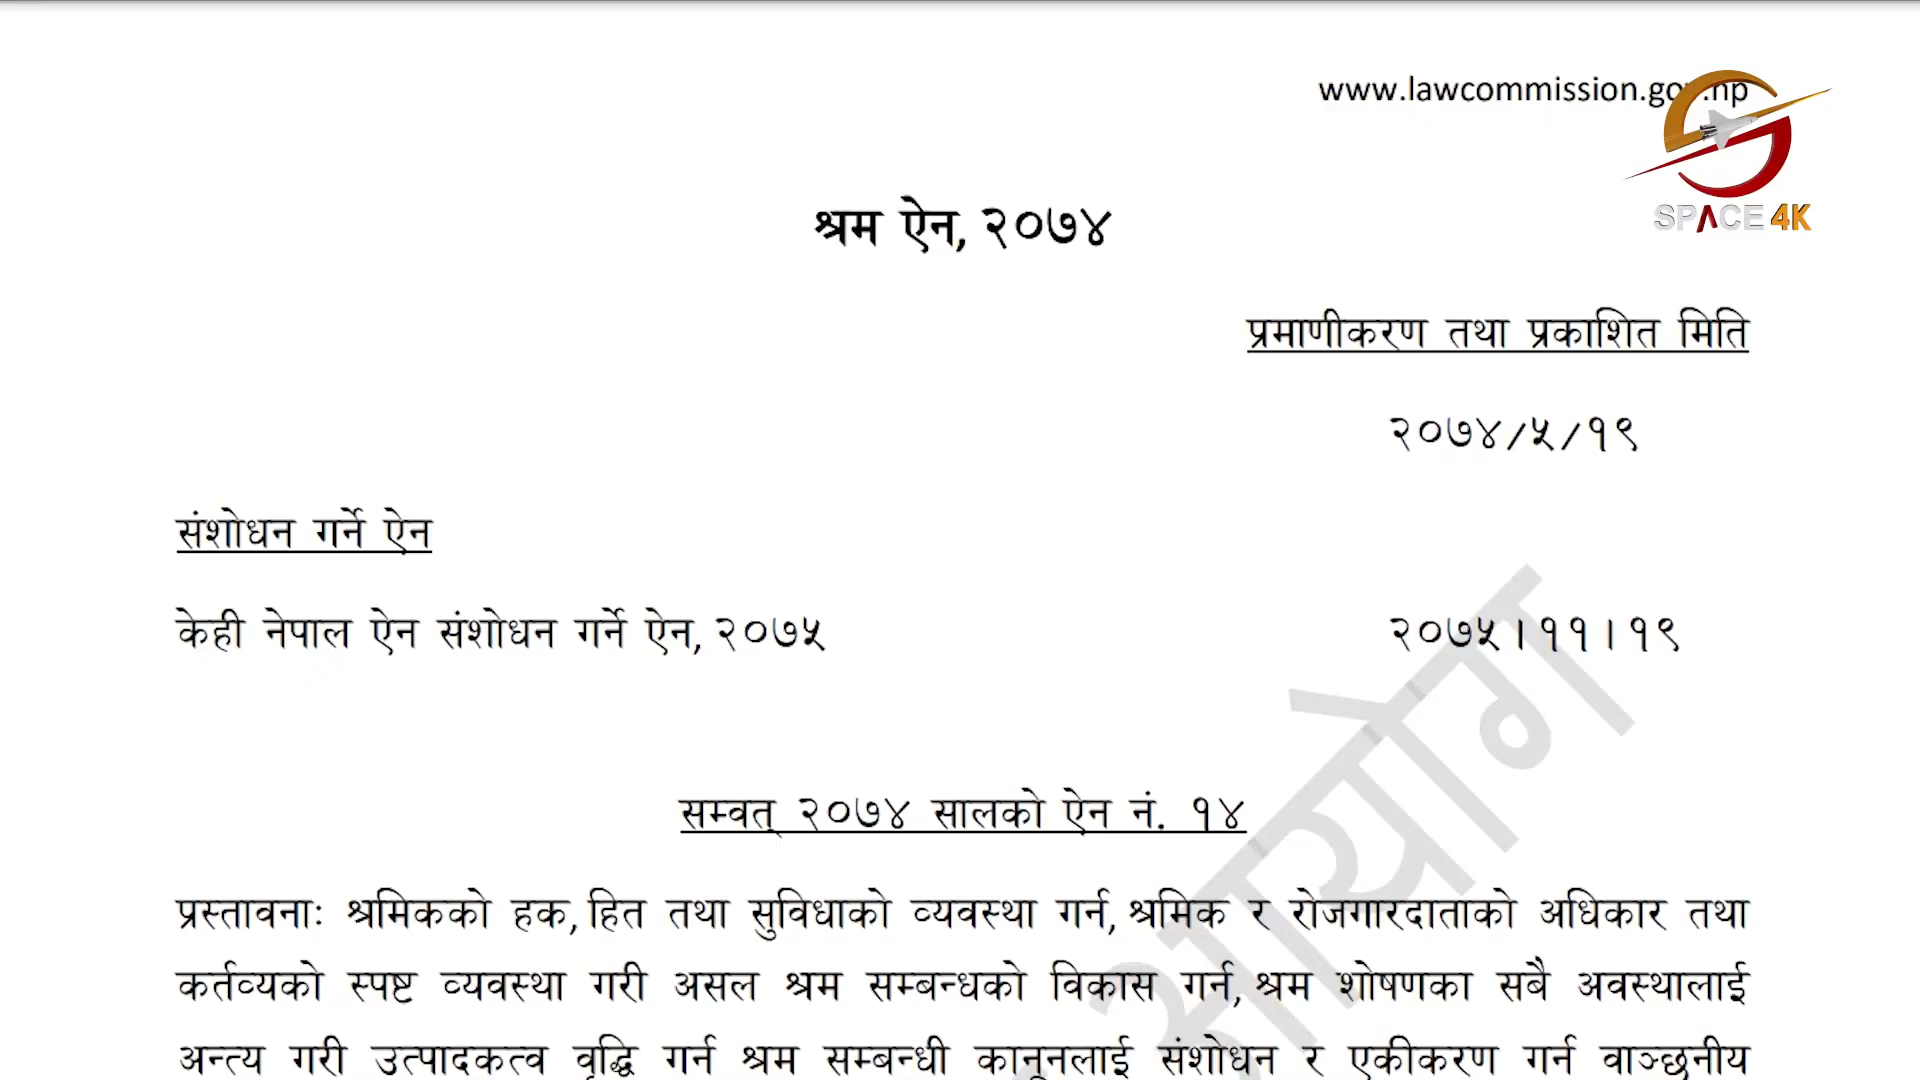 www.lawcommission.gov.np
SPACE 4K
श्रम ऐन, २०७४
प्रमाणीकरण तथा प्रकाशित मिति
२०७४/५/१९
संशोधन गर्ने ऐन
केही नेपाल ऐन संशोधन गर्ने ऐन, २०७५ २०७५।११।१९
सम्वत् २०७४ सालको ऐन नं. १४
प्रस्तावनाः श्रमिकको हक, हित तथा सुविधाको व्यवस्था गर्न, श्रमिक र रोजगारदाताको अधिकार तथा
कर्तव्यको स्पष्ट व्यवस्था गरी असल श्रम सम्बन्धको विकास गर्न, श्रम शोषणका सबै अवस्थालाई
अन्त्य गरी उत्पादकत्व वृद्धि गर्न श्रम सम्बन्धी कानूनलाई संशोधन र एकीकरण गर्न वाञ्छनीय
आयोग